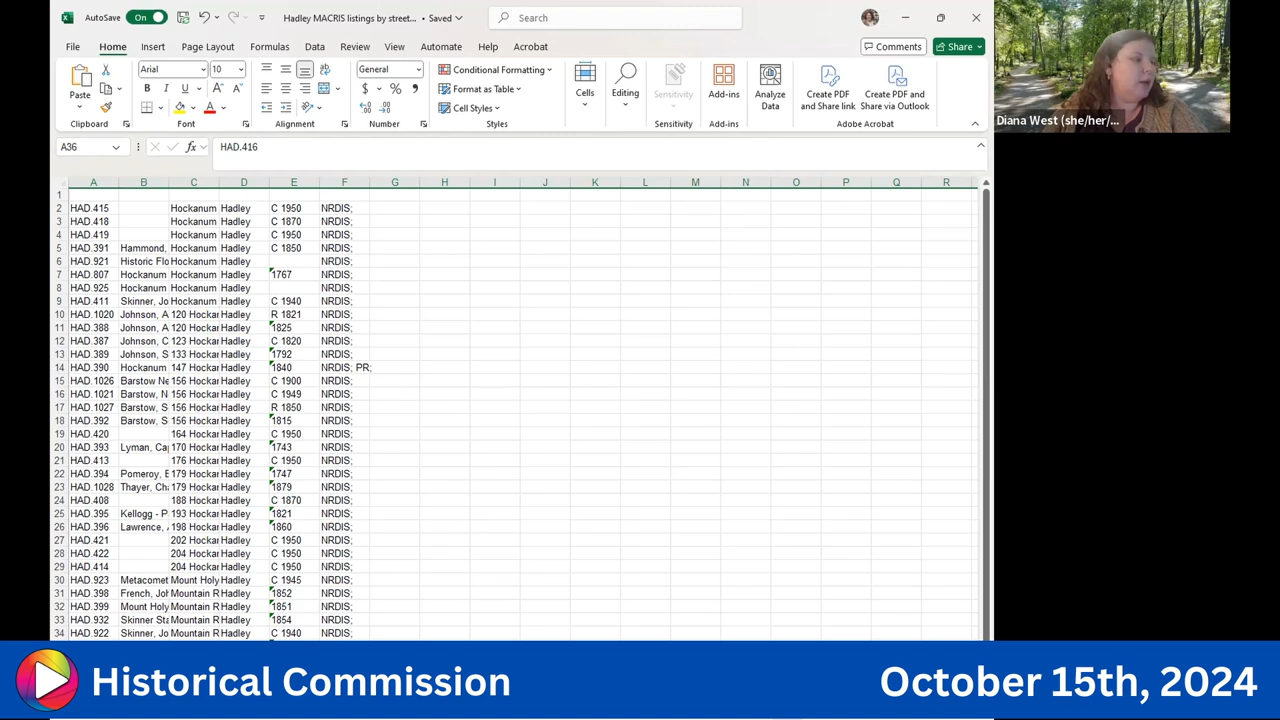 AutoSave On Hadley MACRIS listings by street... • Saved Search
File Home Insert Page Layout Formulas Data Review View Automate Help Acrobat Comments Share
Paste Arial 10 General Conditional Formatting
B I U $ % Format as Table
Cell Styles
Cells Editing Sensitivity Add-ins Analyze Data Create PDF and Share link Create PDF and Share via Outlook
Clipboard Font Alignment Number Styles Sensitivity Add-ins Adobe Acrobat
Diana West (she/her/...
A36 fx HAD.416
A B C D E F G H I J K L M N O P Q R
1
2 HAD.415 Hockanum Hadley C 1950 NRDIS;
3 HAD.418 Hockanum Hadley C 1870 NRDIS;
4 HAD.419 Hockanum Hadley C 1950 NRDIS;
5 HAD.391 Hammond, Hockanum Hadley C 1850 NRDIS;
6 HAD.921 Historic Flo Hockanum Hadley NRDIS;
7 HAD.807 Hockanum Hockanum Hadley 1767 NRDIS;
8 HAD.925 Hockanum Hockanum Hadley NRDIS;
9 HAD.411 Skinner, Jo Hockanum Hadley C 1940 NRDIS;
10 HAD.1020 Johnson, A 120 Hockar Hadley R 1821 NRDIS;
11 HAD.388 Johnson, A 120 Hockar Hadley 1825 NRDIS;
12 HAD.387 Johnson, C 123 Hockar Hadley C 1820 NRDIS;
13 HAD.389 Johnson, S 133 Hockar Hadley 1792 NRDIS;
14 HAD.390 Hockanum 147 Hockar Hadley 1840 NRDIS; PR;
15 HAD.1026 Barstow Ne 156 Hockar Hadley C 1900 NRDIS;
16 HAD.1021 Barstow, N 156 Hockar Hadley C 1949 NRDIS;
17 HAD.1027 Barstow, S 156 Hockar Hadley R 1850 NRDIS;
18 HAD.392 Barstow, S 156 Hockar Hadley 1815 NRDIS;
19 HAD.420 164 Hockar Hadley C 1950 NRDIS;
20 HAD.393 Lyman, Cap 170 Hockar Hadley 1743 NRDIS;
21 HAD.413 176 Hockar Hadley C 1950 NRDIS;
22 HAD.394 Pomeroy, E 179 Hockar Hadley 1747 NRDIS;
23 HAD.1028 Thayer, Cha 179 Hockar Hadley 1879 NRDIS;
24 HAD.408 188 Hockar Hadley C 1870 NRDIS;
25 HAD.395 Kellogg - P 193 Hockar Hadley 1821 NRDIS;
26 HAD.396 Lawrence, 198 Hockar Hadley 1860 NRDIS;
27 HAD.421 202 Hockar Hadley C 1950 NRDIS;
28 HAD.422 204 Hockar Hadley C 1950 NRDIS;
29 HAD.414 204 Hockar Hadley C 1950 NRDIS;
30 HAD.923 Metacomet Mount Holy Hadley C 1945 NRDIS;
31 HAD.398 French, Joh Mountain R Hadley 1852 NRDIS;
32 HAD.399 Mount Holy Mountain R Hadley 1851 NRDIS;
33 HAD.932 Skinner Sta Mountain R Hadley 1854 NRDIS;
34 HAD.922 Skinner, Jo Mountain R Hadley C 1940 NRDIS;
Historical Commission October 15th, 2024